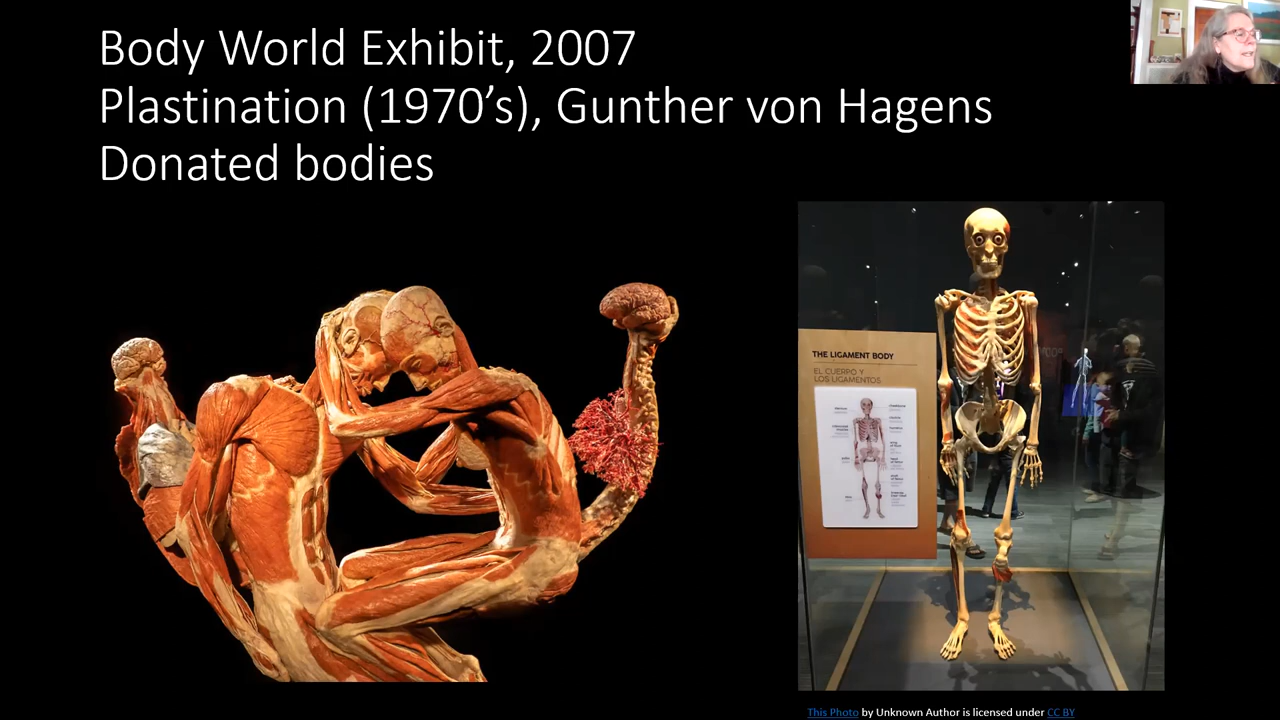 Body World Exhibit, 2007
Plastination (1970’s), Gunther von Hagens
Donated bodies
THE LIGAMENT BODY
EL CUERPO Y
LOS LIGAMENTOS
This Photo by Unknown Author is licensed under CC BY